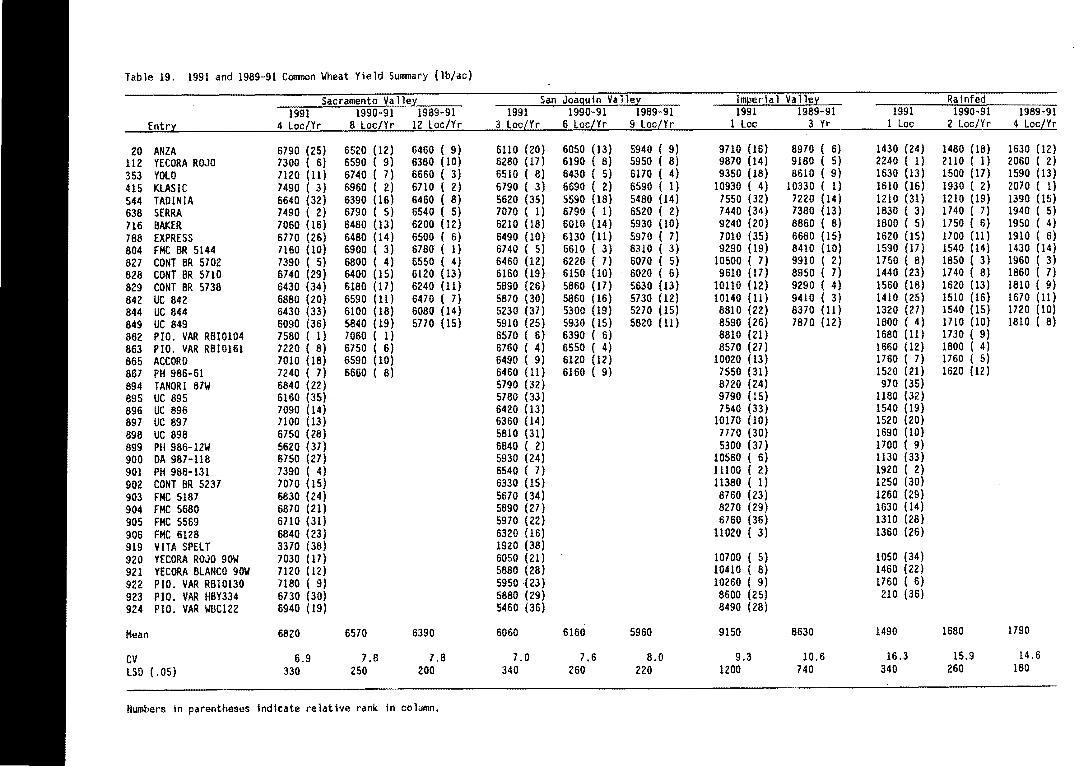 Table 19. 1991 and 1989-91 Common Wheat Yield Summary (lb/ac)
Sacramento Valley San Joaquin Valley Imperial Valley Rainfed
1991 1990-91 1989-91 1991 1990-91 1989-91 1991 1989-91 1991 1990-91 1989-91
Entry 4 Loc/Yr 8 Loc/Yr 12 Loc/Yr 3 Loc/Yr 6 Loc/Yr 9 Loc/Yr 1 Loc 3 Yr 1 Loc 2 Loc/Yr 4 Loc/Yr
20 ANZA 6790 (25) 6520 (12) 6460 ( 9) 6110 (20) 6050 (13) 5940 ( 9) 9710 (16) 8970 ( 6) 1430 (24) 1480 (18) 1630 (12)
112 YECORA ROJO 7300 ( 6) 6590 ( 9) 6360 (10) 6280 (17) 6190 ( 8) 5950 ( 8) 9870 (14) 9180 ( 5) 2240 ( 1) 2110 ( 1) 2060 ( 2)
353 YOLO 7120 (11) 6740 ( 7) 6660 ( 3) 6510 ( 8) 6430 ( 5) 6170 ( 4) 9350 (18) 8610 ( 9) 1630 (13) 1500 (17) 1590 (13)
415 KLASIC 7490 ( 3) 6960 ( 2) 6710 ( 2) 6790 ( 3) 6690 ( 2) 6590 ( 1) 10930 ( 4) 10330 ( 1) 1610 (16) 1930 ( 2) 2070 ( 1)
544 TADINIA 6640 (32) 6390 (16) 6460 ( 8) 5620 (35) 5590 (18) 5480 (14) 7550 (32) 7220 (14) 1210 (31) 1210 (19) 1390 (15)
638 SERRA 7490 ( 2) 6790 ( 5) 6540 ( 5) 7070 ( 1) 6790 ( 1) 6520 ( 2) 7440 (34) 7380 (13) 1830 ( 3) 1740 ( 7) 1940 ( 5)
716 BAKER 7060 (16) 6480 (13) 6200 (12) 6210 (18) 6010 (14) 5930 (10) 9240 (20) 8860 ( 8) 1800 ( 5) 1750 ( 6) 1950 ( 4)
788 EXPRESS 6770 (26) 6480 (14) 6500 ( 6) 6490 (10) 6130 (11) 5970 ( 7) 7010 (35) 6680 (15) 1620 (15) 1700 (11) 1910 ( 6)
804 FMC BR 5144 7160 (10) 6900 ( 3) 6780 ( 1) 6740 ( 5) 6610 ( 3) 6310 ( 3) 9290 (19) 8410 (10) 1590 (17) 1540 (14) 1430 (14)
827 CONT BR 5702 7390 ( 5) 6800 ( 4) 6550 ( 4) 6460 (12) 6220 ( 7) 6070 ( 5) 10500 ( 7) 9910 ( 2) 1750 ( 8) 1850 ( 3) 1960 ( 3)
828 CONT BR 5710 6740 (29) 6400 (15) 6120 (13) 6160 (19) 6150 (10) 6020 ( 6) 9610 (17) 8950 ( 7) 1440 (23) 1740 ( 8) 1860 ( 7)
829 CONT BR 5738 6430 (34) 6180 (17) 6240 (11) 5890 (26) 5860 (17) 5630 (13) 10110 (12) 9290 ( 4) 1560 (18) 1620 (13) 1810 ( 9)
842 UC 842 6880 (20) 6590 (11) 6470 ( 7) 5870 (30) 5860 (16) 5730 (12) 10140 (11) 9410 ( 3) 1410 (25) 1510 (16) 1670 (11)
844 UC 844 6430 (33) 6100 (18) 6080 (14) 5230 (37) 5300 (19) 5270 (15) 8810 (22) 8370 (11) 1320 (27) 1540 (15) 1720 (10)
849 UC 849 6090 (36) 5840 (19) 5770 (15) 5910 (25) 5930 (15) 5820 (11) 8590 (26) 7870 (12) 1800 ( 4) 1710 (10) 1810 ( 8)
862 PIO. VAR RBIO104 7580 ( 1) 7060 ( 1) 6570 ( 6) 6390 ( 6) 8810 (21) 1680 (11) 1730 ( 9)
863 PIO. VAR RBIO161 7220 ( 8) 6750 ( 6) 6760 ( 4) 6550 ( 4) 8570 (27) 1660 (12) 1800 ( 4)
865 ACCORD 7010 (18) 6590 (10) 6490 ( 9) 6120 (12) 10020 (13) 1760 ( 7) 1760 ( 5)
867 PH 986-61 7240 ( 7) 6660 ( 8) 6460 (11) 6160 ( 9) 7550 (31) 1520 (21) 1620 (12)
894 TANORI 87W 6840 (22) 5790 (32) 8720 (24) 970 (35)
895 UC 895 6160 (35) 5780 (33) 9790 (15) 1180 (32)
896 UC 896 7090 (14) 6420 (13) 7540 (33) 1540 (19)
897 UC 897 7100 (13) 6360 (14) 10170 (10) 1520 (20)
898 UC 898 6750 (28) 5810 (31) 7770 (30) 1690 (10)
899 PH 986-12W 5620 (37) 6840 ( 2) 5300 (37) 1700 ( 9)
900 DA 987-118 6750 (27) 5930 (24) 10580 ( 6) 1130 (33)
901 PH 988-131 7390 ( 4) 6540 ( 7) 11100 ( 2) 1920 ( 2)
902 CONT BR 5237 7070 (15) 6330 (15) 11380 ( 1) 1250 (30)
903 FMC 5187 6830 (24) 5670 (34) 8760 (23) 1260 (29)
904 FMC 5680 6870 (21) 5890 (27) 8270 (29) 1630 (14)
905 FMC 5569 6710 (31) 5970 (22) 6760 (36) 1310 (28)
906 FMC 6128 6840 (23) 6320 (16) 11020 ( 3) 1360 (26)
919 VITA SPELT 3370 (38) 1920 (38)
920 YECORA ROJO 90W 7030 (17) 6050 (21) 10700 ( 5) 1050 (34)
921 YECORA BLANCO 90W 7120 (12) 5880 (28) 10410 ( 8) 1460 (22)
922 PIO. VAR RBIO130 7180 ( 9) 5950 (23) 10260 ( 9) 1760 ( 6)
923 PIO. VAR HBY334 6730 (30) 5880 (29) 8600 (25) 210 (36)
924 PIO. VAR WBC122 6940 (19) 5460 (36) 8490 (28)
Mean 6820 6570 6390 6060 6160 5960 9150 8630 1490 1680 1790
CV 6.9 7.8 7.8 7.0 7.6 8.0 9.3 10.6 16.3 15.9 14.6
LSD (.05) 330 250 200 340 260 220 1200 740 340 260 180
Numbers in parentheses indicate relative rank in column.